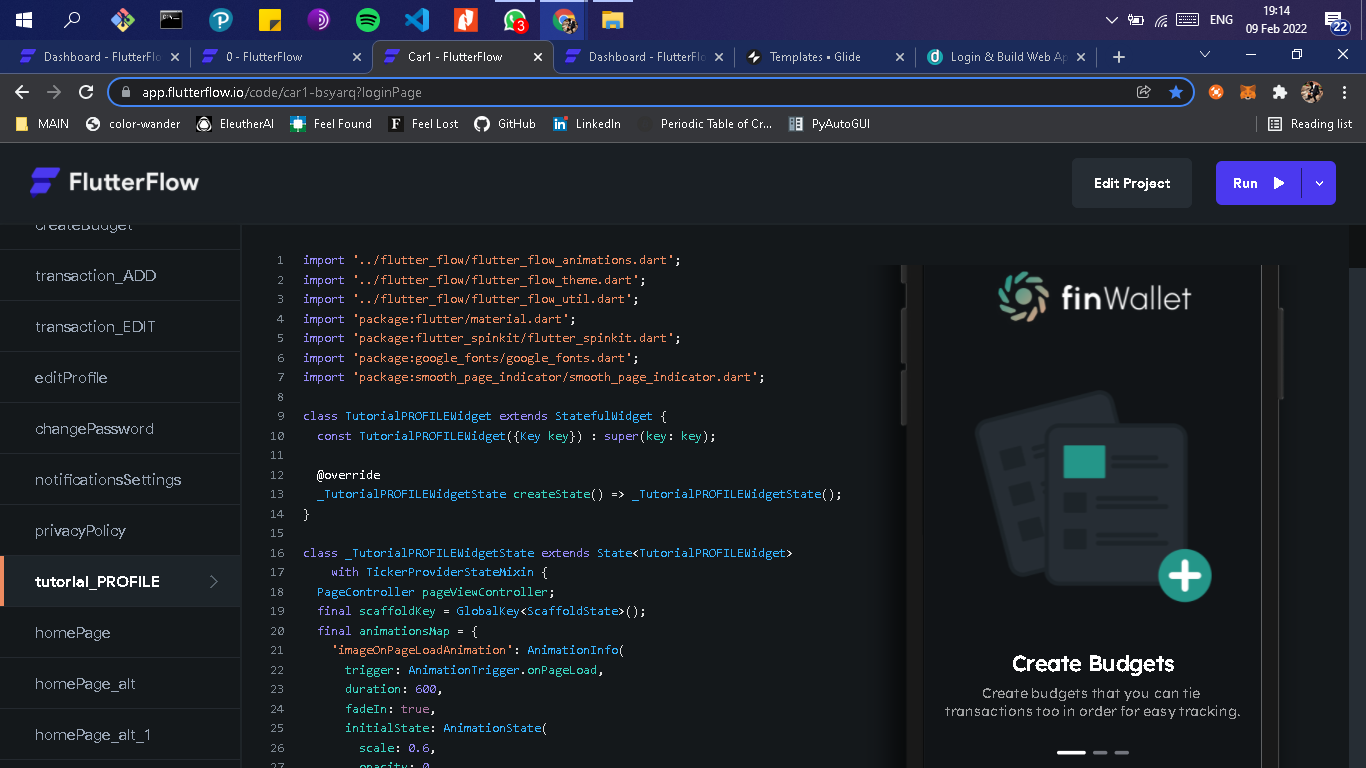 3
ENG
19:14
09 Feb 2022
22
Dashboard - FlutterFlo
0 - FlutterFlow
Car1 - FlutterFlow
Dashboard - FlutterFlo
Templates • Glide
Login & Build Web Ap
app.flutterflow.io/code/car1-bsyarq?loginPage
MAIN
color-wander
EleutherAI
Feel Found
Feel Lost
GitHub
LinkedIn
Periodic Table of Cr...
PyAutoGUI
Reading list
FlutterFlow
Edit Project
Run
createBudget
transaction_ADD
transaction_EDIT
editProfile
changePassword
notificationsSettings
privacyPolicy
tutorial_PROFILE
homePage
homePage_alt
homePage_alt_1
1 import '../flutter_flow/flutter_flow_animations.dart';
2 import '../flutter_flow/flutter_flow_theme.dart';
3 import '../flutter_flow/flutter_flow_util.dart';
4 import 'package:flutter/material.dart';
5 import 'package:flutter_spinkit/flutter_spinkit.dart';
6 import 'package:google_fonts/google_fonts.dart';
7 import 'package:smooth_page_indicator/smooth_page_indicator.dart';
8
9 class TutorialPROFILEWidget extends StatefulWidget {
10 const TutorialPROFILEWidget({Key key}) : super(key: key);
11
12 @override
13 _TutorialPROFILEWidgetState createState() => _TutorialPROFILEWidgetState();
14 }
15
16 class _TutorialPROFILEWidgetState extends State<TutorialPROFILEWidget>
17 with TickerProviderStateMixin {
18 PageController pageViewController;
19 final scaffoldKey = GlobalKey<ScaffoldState>();
20 final animationsMap = {
21 'imageOnPageLoadAnimation': AnimationInfo(
22 trigger: AnimationTrigger.onPageLoad,
23 duration: 600,
24 fadeIn: true,
25 initialState: AnimationState(
26 scale: 0.6,
27 opacity: 0,
finWallet
Create Budgets
Create budgets that you can tie
transactions too in order for easy tracking.